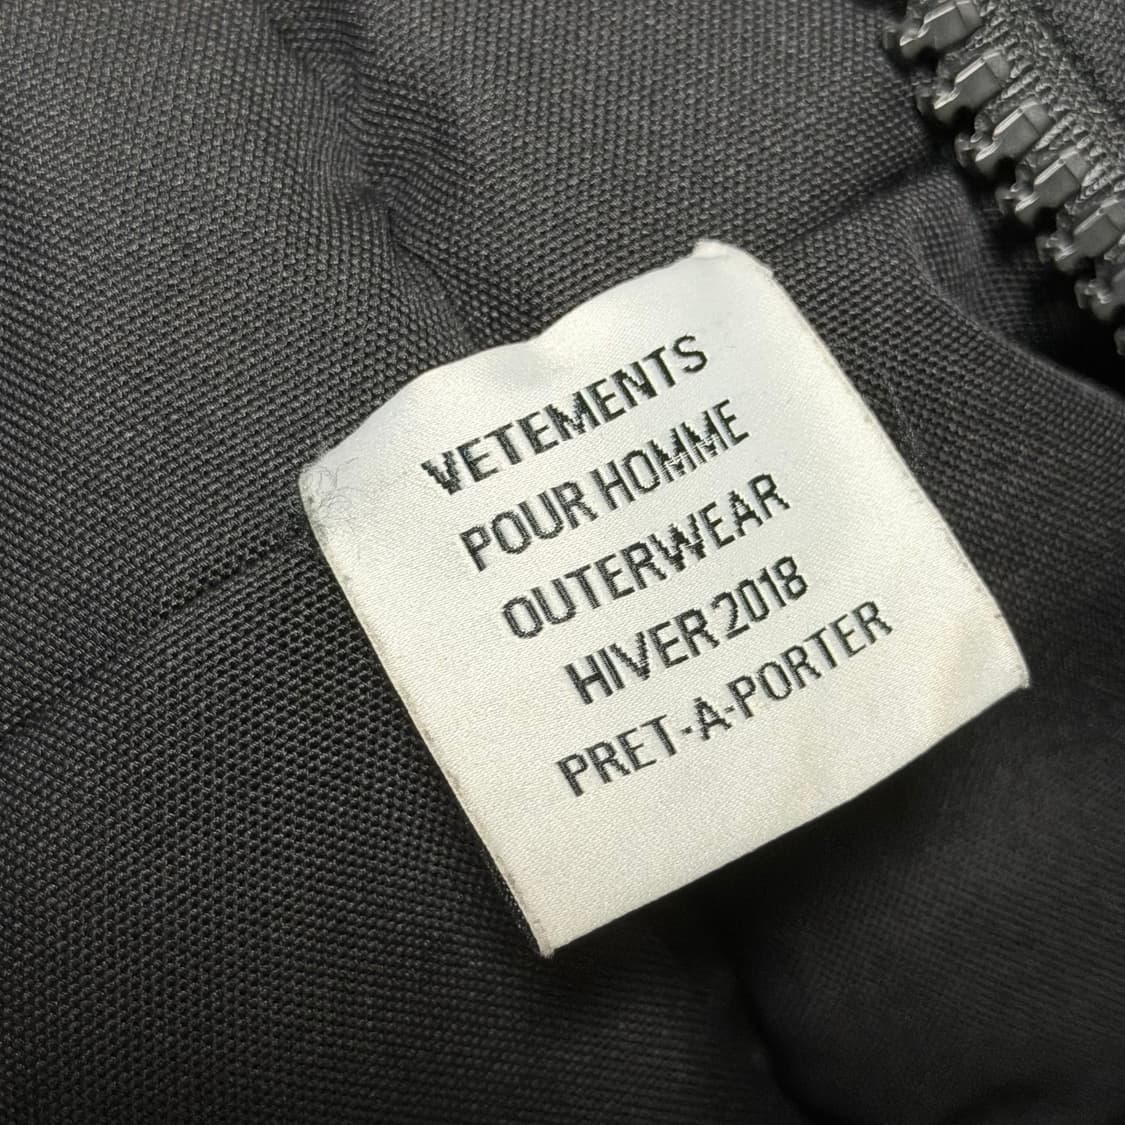 VETEMENTS
POUR HOMME
OUTERWEAR
HIVER 2018
PRET-A-PORTER